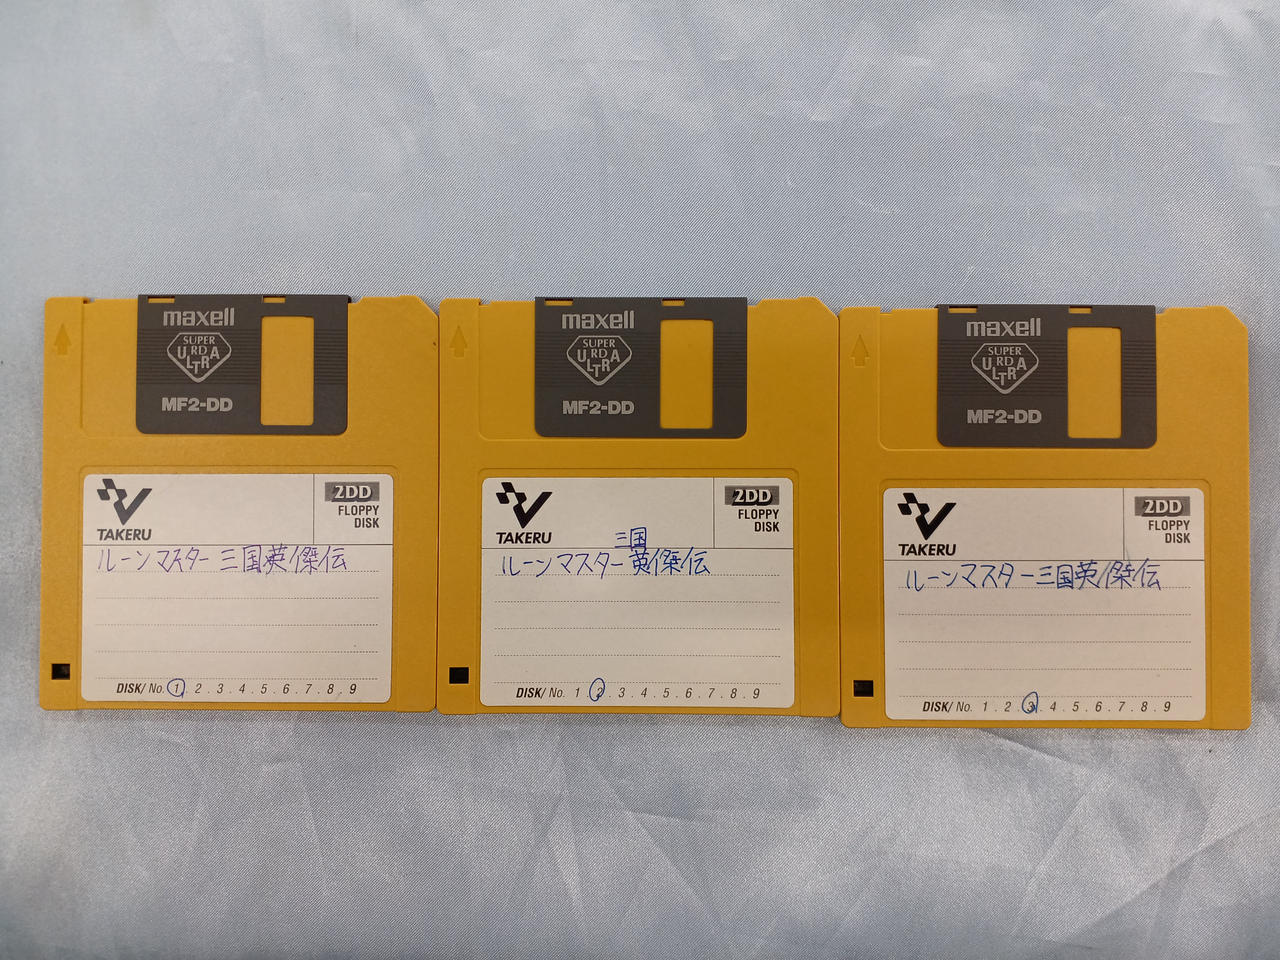 maxell
SUPER
URDA
LTR
MF2-DD
TAKERU
2DD
FLOPPY
DISK
ルーンマスター 三国英傑伝
DISK/ No. 1 . 2 . 3 . 4 . 5 . 6 . 7 . 8 . 9
maxell
SUPER
URDA
LTR
MF2-DD
TAKERU
2DD
FLOPPY
DISK
三国
ルーンマスター 英傑伝
DISK/ No. 1 2 . 3 . 4 . 5 . 6 . 7 . 8 . 9
maxell
SUPER
URDA
LTR
MF2-DD
TAKERU
2DD
FLOPPY
DISK
ルーンマスター三国英傑伝
DISK/ No. 1 . 2 . 3 . 4 . 5 . 6 . 7 . 8 . 9